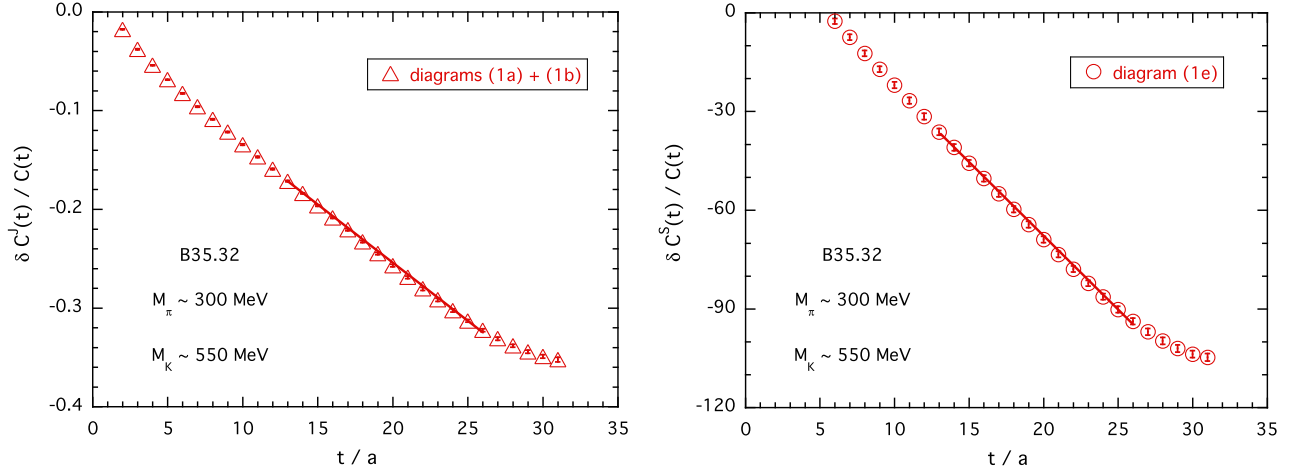 0.0
-0.1
-0.2
-0.3
-0.4
δ C^J(t) / C(t)
△ diagrams (1a) + (1b)
B35.32
M_π ~ 300 MeV
M_K ~ 550 MeV
0 5 10 15 20 25 30 35
t / a
0
-30
-60
-90
-120
δ C^S(t) / C(t)
○ diagram (1e)
B35.32
M_π ~ 300 MeV
M_K ~ 550 MeV
0 5 10 15 20 25 30 35
t / a